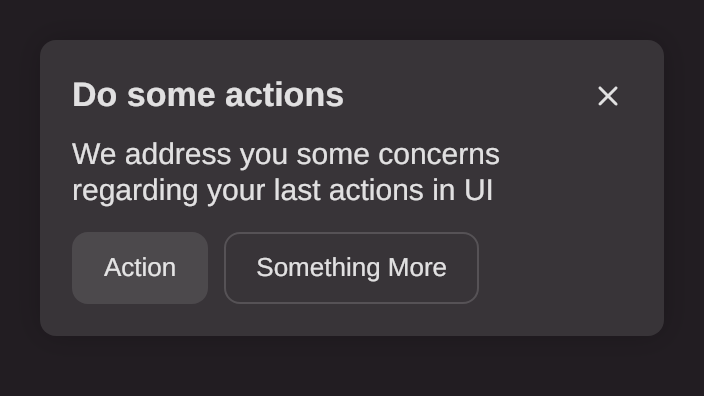 Do some actions
We address you some concerns
regarding your last actions in UI
Action
Something More